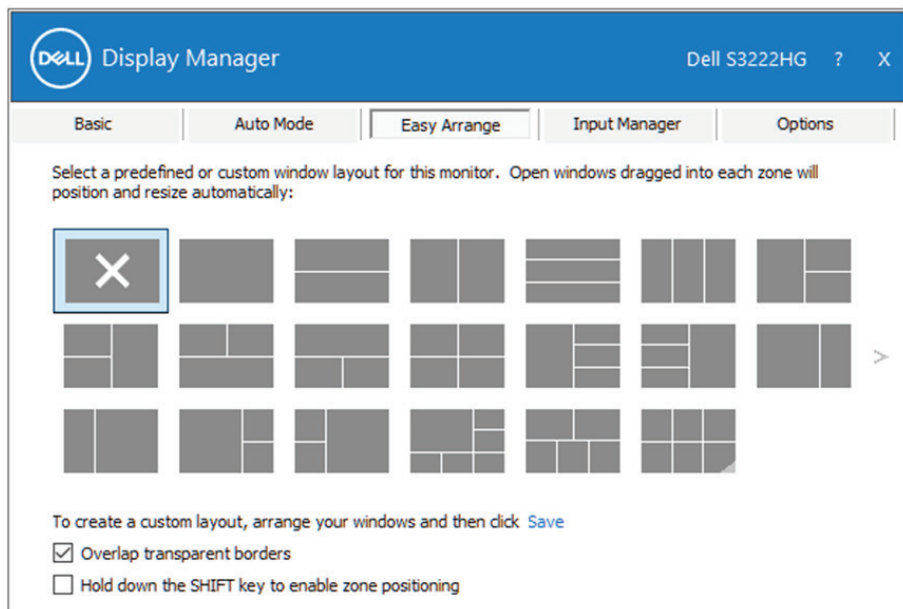 DELL Display Manager Dell S3222HG ? X
Basic Auto Mode Easy Arrange Input Manager Options
Select a predefined or custom window layout for this monitor. Open windows dragged into each zone will
position and resize automatically:
>
To create a custom layout, arrange your windows and then click Save
Overlap transparent borders
Hold down the SHIFT key to enable zone positioning